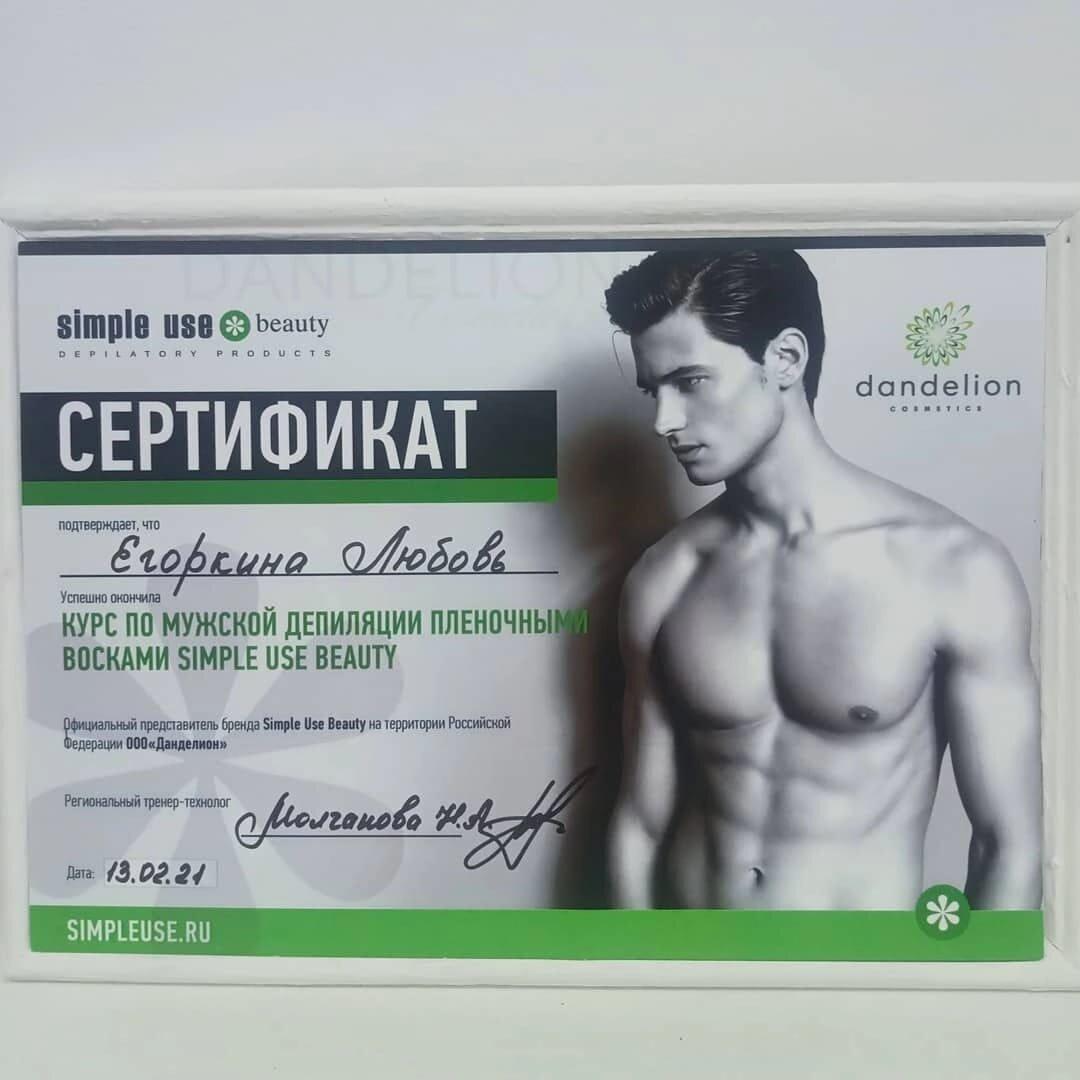 DANDELION
simple use beauty
DEPILATORY PRODUCTS
dandelion
COSMETICS
СЕРТИФИКАТ
подтверждает, что
Егоркина Любовь
Успешно окончила
КУРС ПО МУЖСКОЙ ДЕПИЛЯЦИИ ПЛЕНОЧНЫМИ
ВОСКАМИ SIMPLE USE BEAUTY
Официальный представитель бренда Simple Use Beauty на территории Российской
Федерации ООО«Данделион»
Региональный тренер-технолог
Молчанова Н.А.
Дата: 13.02.21
SIMPLEUSE.RU